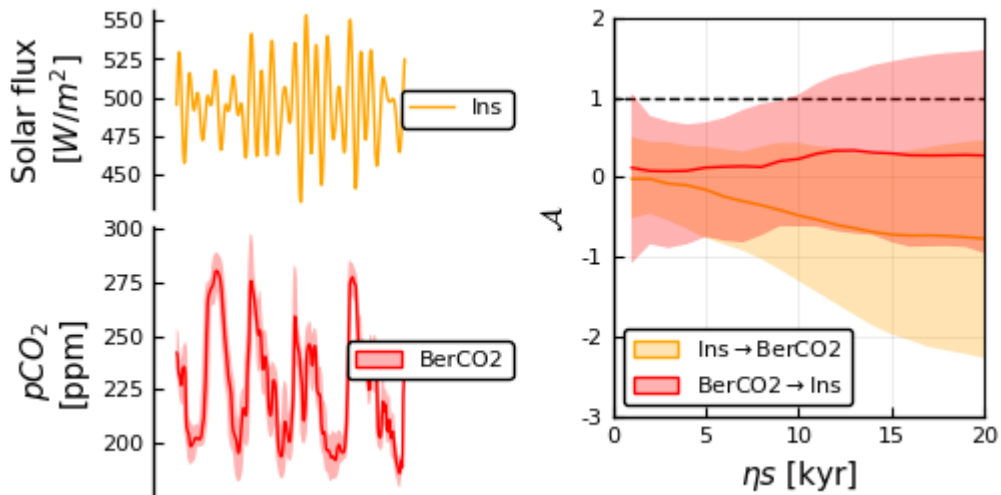 Solar flux
[W/m²]
550
525
500
475
450
Ins
pCO₂
[ppm]
300
275
250
225
200
BerCO2
𝒜
2
1
0
-1
-2
-3
Ins → BerCO2
BerCO2 → Ins
0 5 10 15 20
ηs [kyr]